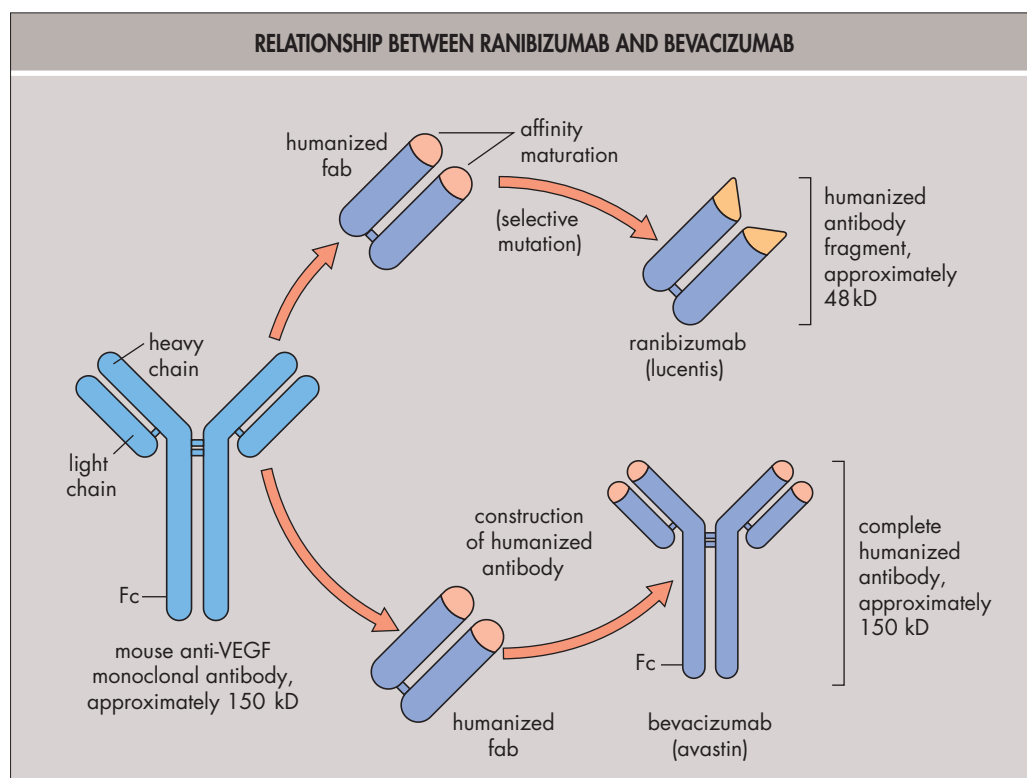 RELATIONSHIP BETWEEN RANIBIZUMAB AND BEVACIZUMAB
humanized
fab
affinity
maturation
(selective
mutation)
humanized
antibody
fragment,
approximately
48 kD
ranibizumab
(lucentis)
heavy
chain
light
chain
Fc
mouse anti-VEGF
monoclonal antibody,
approximately 150 kD
construction
of humanized
antibody
humanized
fab
Fc
bevacizumab
(avastin)
complete
humanized
antibody,
approximately
150 kD